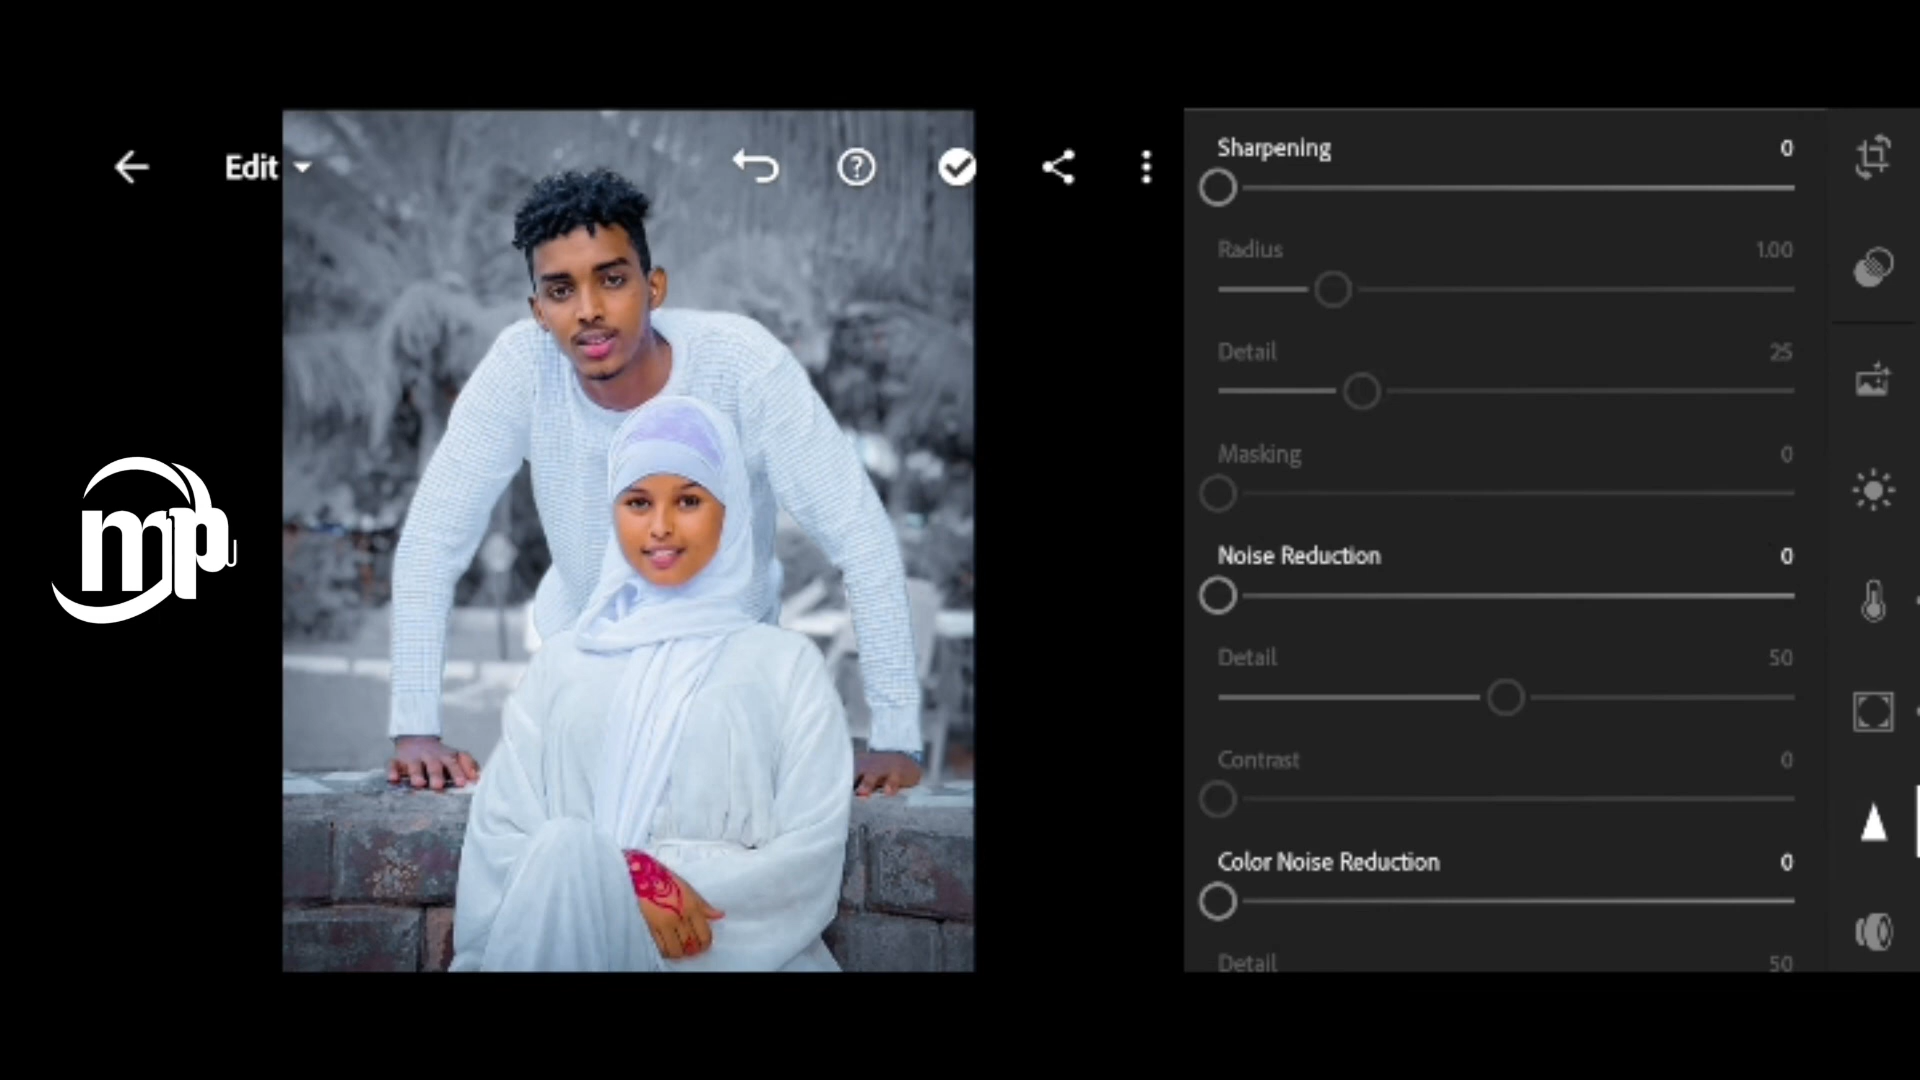 Edit
Sharpening 0
Radius 1.00
Detail 25
Masking 0
Noise Reduction 0
Detail 50
Contrast 0
Color Noise Reduction 0
Detail 50
mp